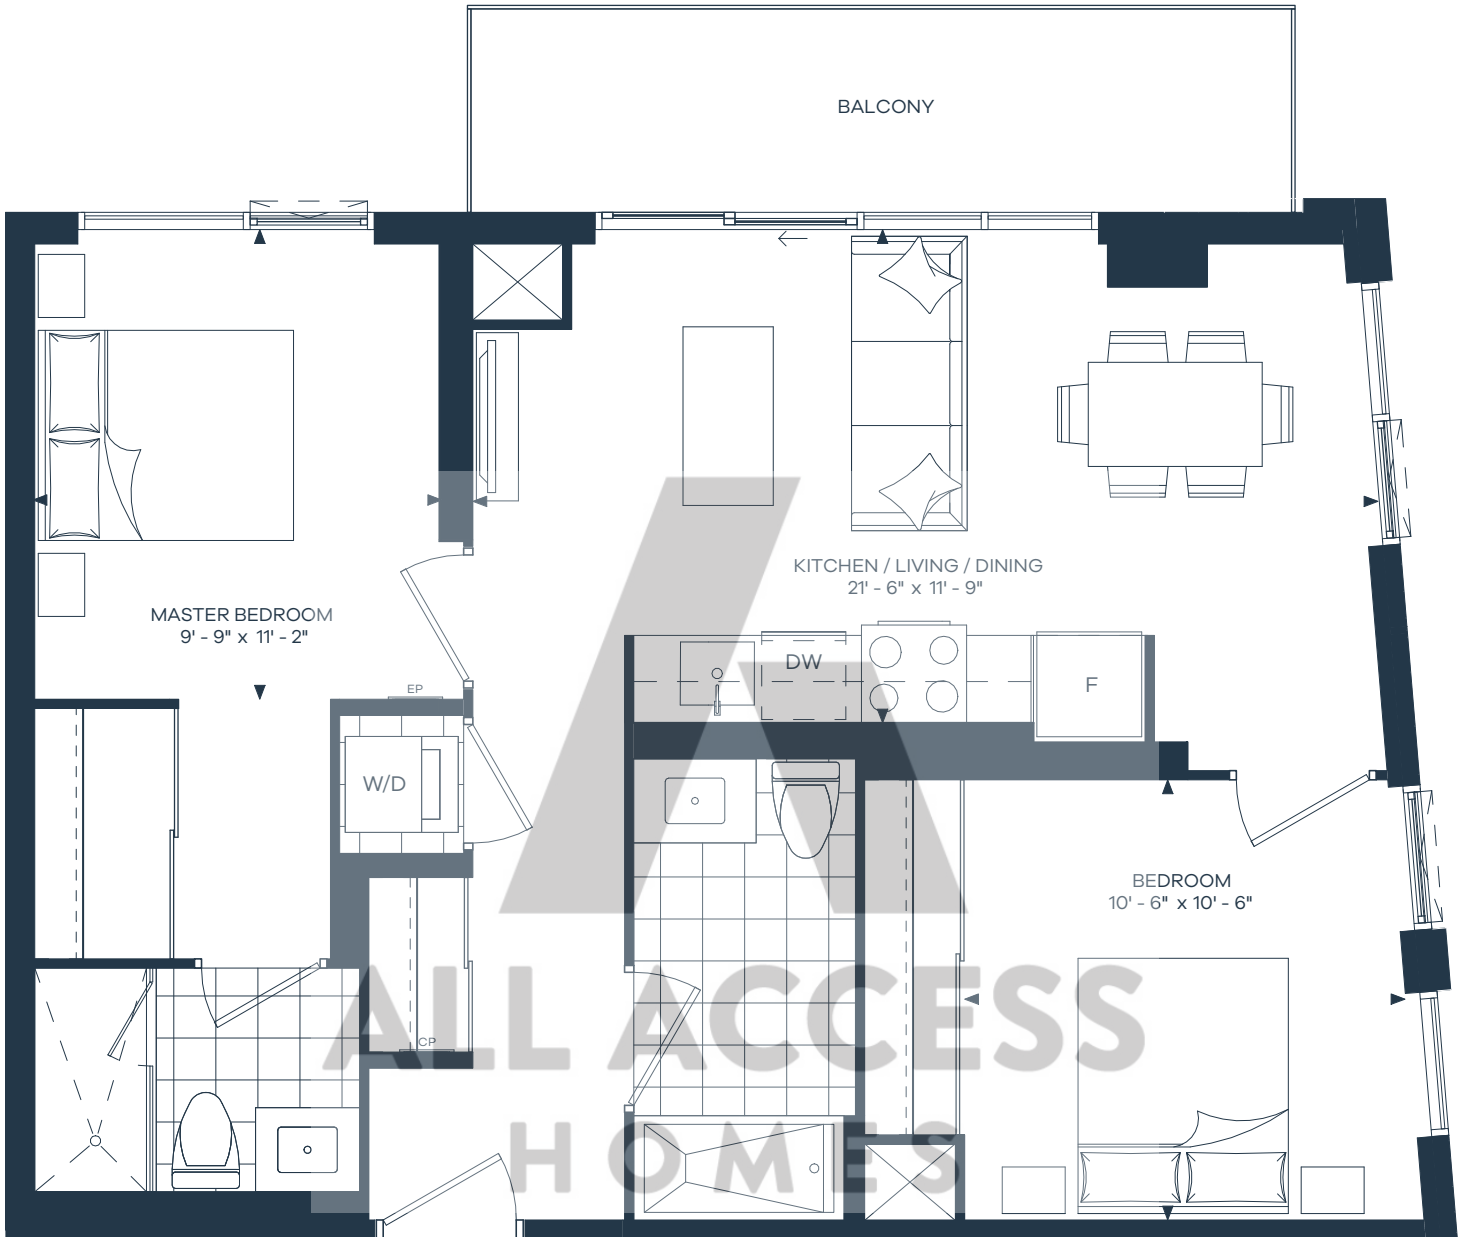 BALCONY
KITCHEN / LIVING / DINING
21' - 6" x 11' - 9"
MASTER BEDROOM
9' - 9" x 11' - 2"
EP
DW
F
W/D
BEDROOM
10' - 6" x 10' - 6"
CP
ALL ACCESS
HOMES